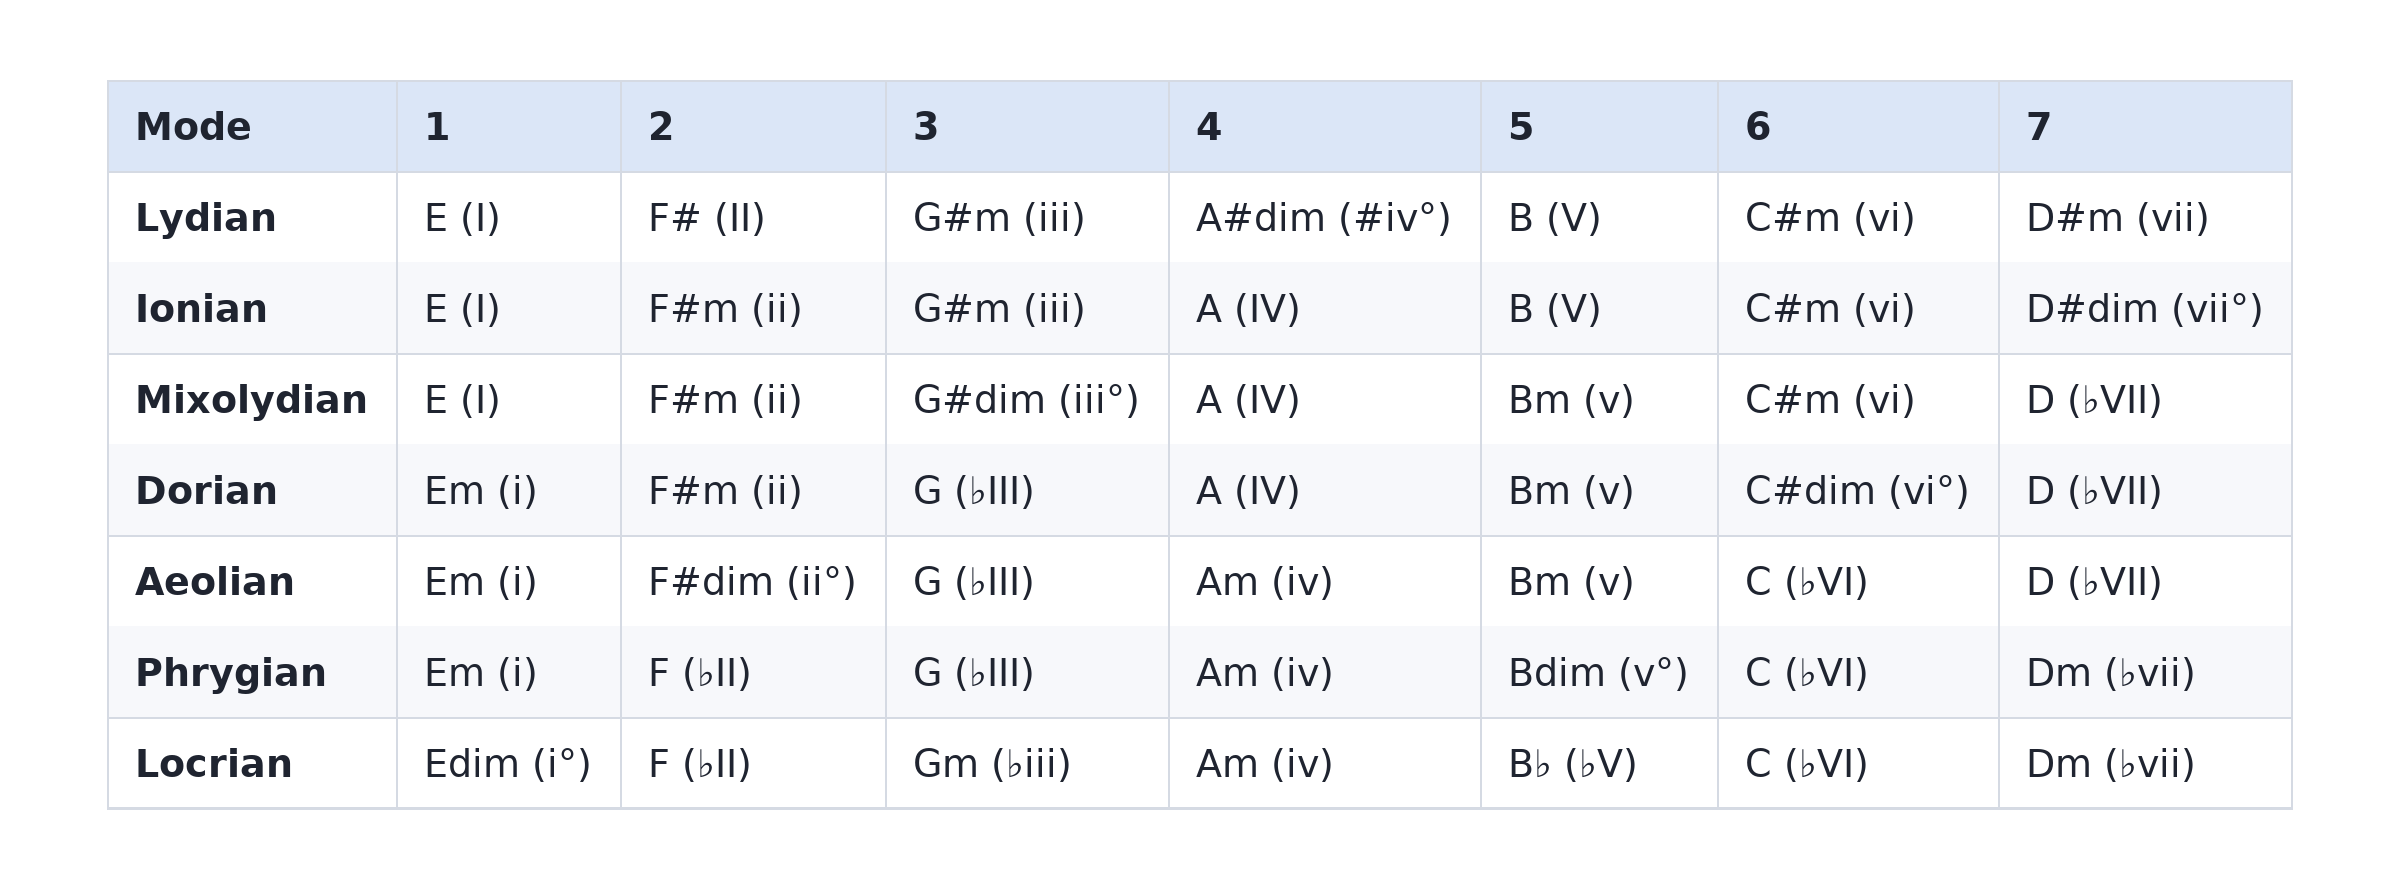 Mode 1 2 3 4 5 6 7
Lydian E (I) F# (II) G#m (iii) A#dim (#iv°) B (V) C#m (vi) D#m (vii)
Ionian E (I) F#m (ii) G#m (iii) A (IV) B (V) C#m (vi) D#dim (vii°)
Mixolydian E (I) F#m (ii) G#dim (iii°) A (IV) Bm (v) C#m (vi) D (♭VII)
Dorian Em (i) F#m (ii) G (♭III) A (IV) Bm (v) C#dim (vi°) D (♭VII)
Aeolian Em (i) F#dim (ii°) G (♭III) Am (iv) Bm (v) C (♭VI) D (♭VII)
Phrygian Em (i) F (♭II) G (♭III) Am (iv) Bdim (v°) C (♭VI) Dm (♭vii)
Locrian Edim (i°) F (♭II) Gm (♭iii) Am (iv) B♭ (♭V) C (♭VI) Dm (♭vii)